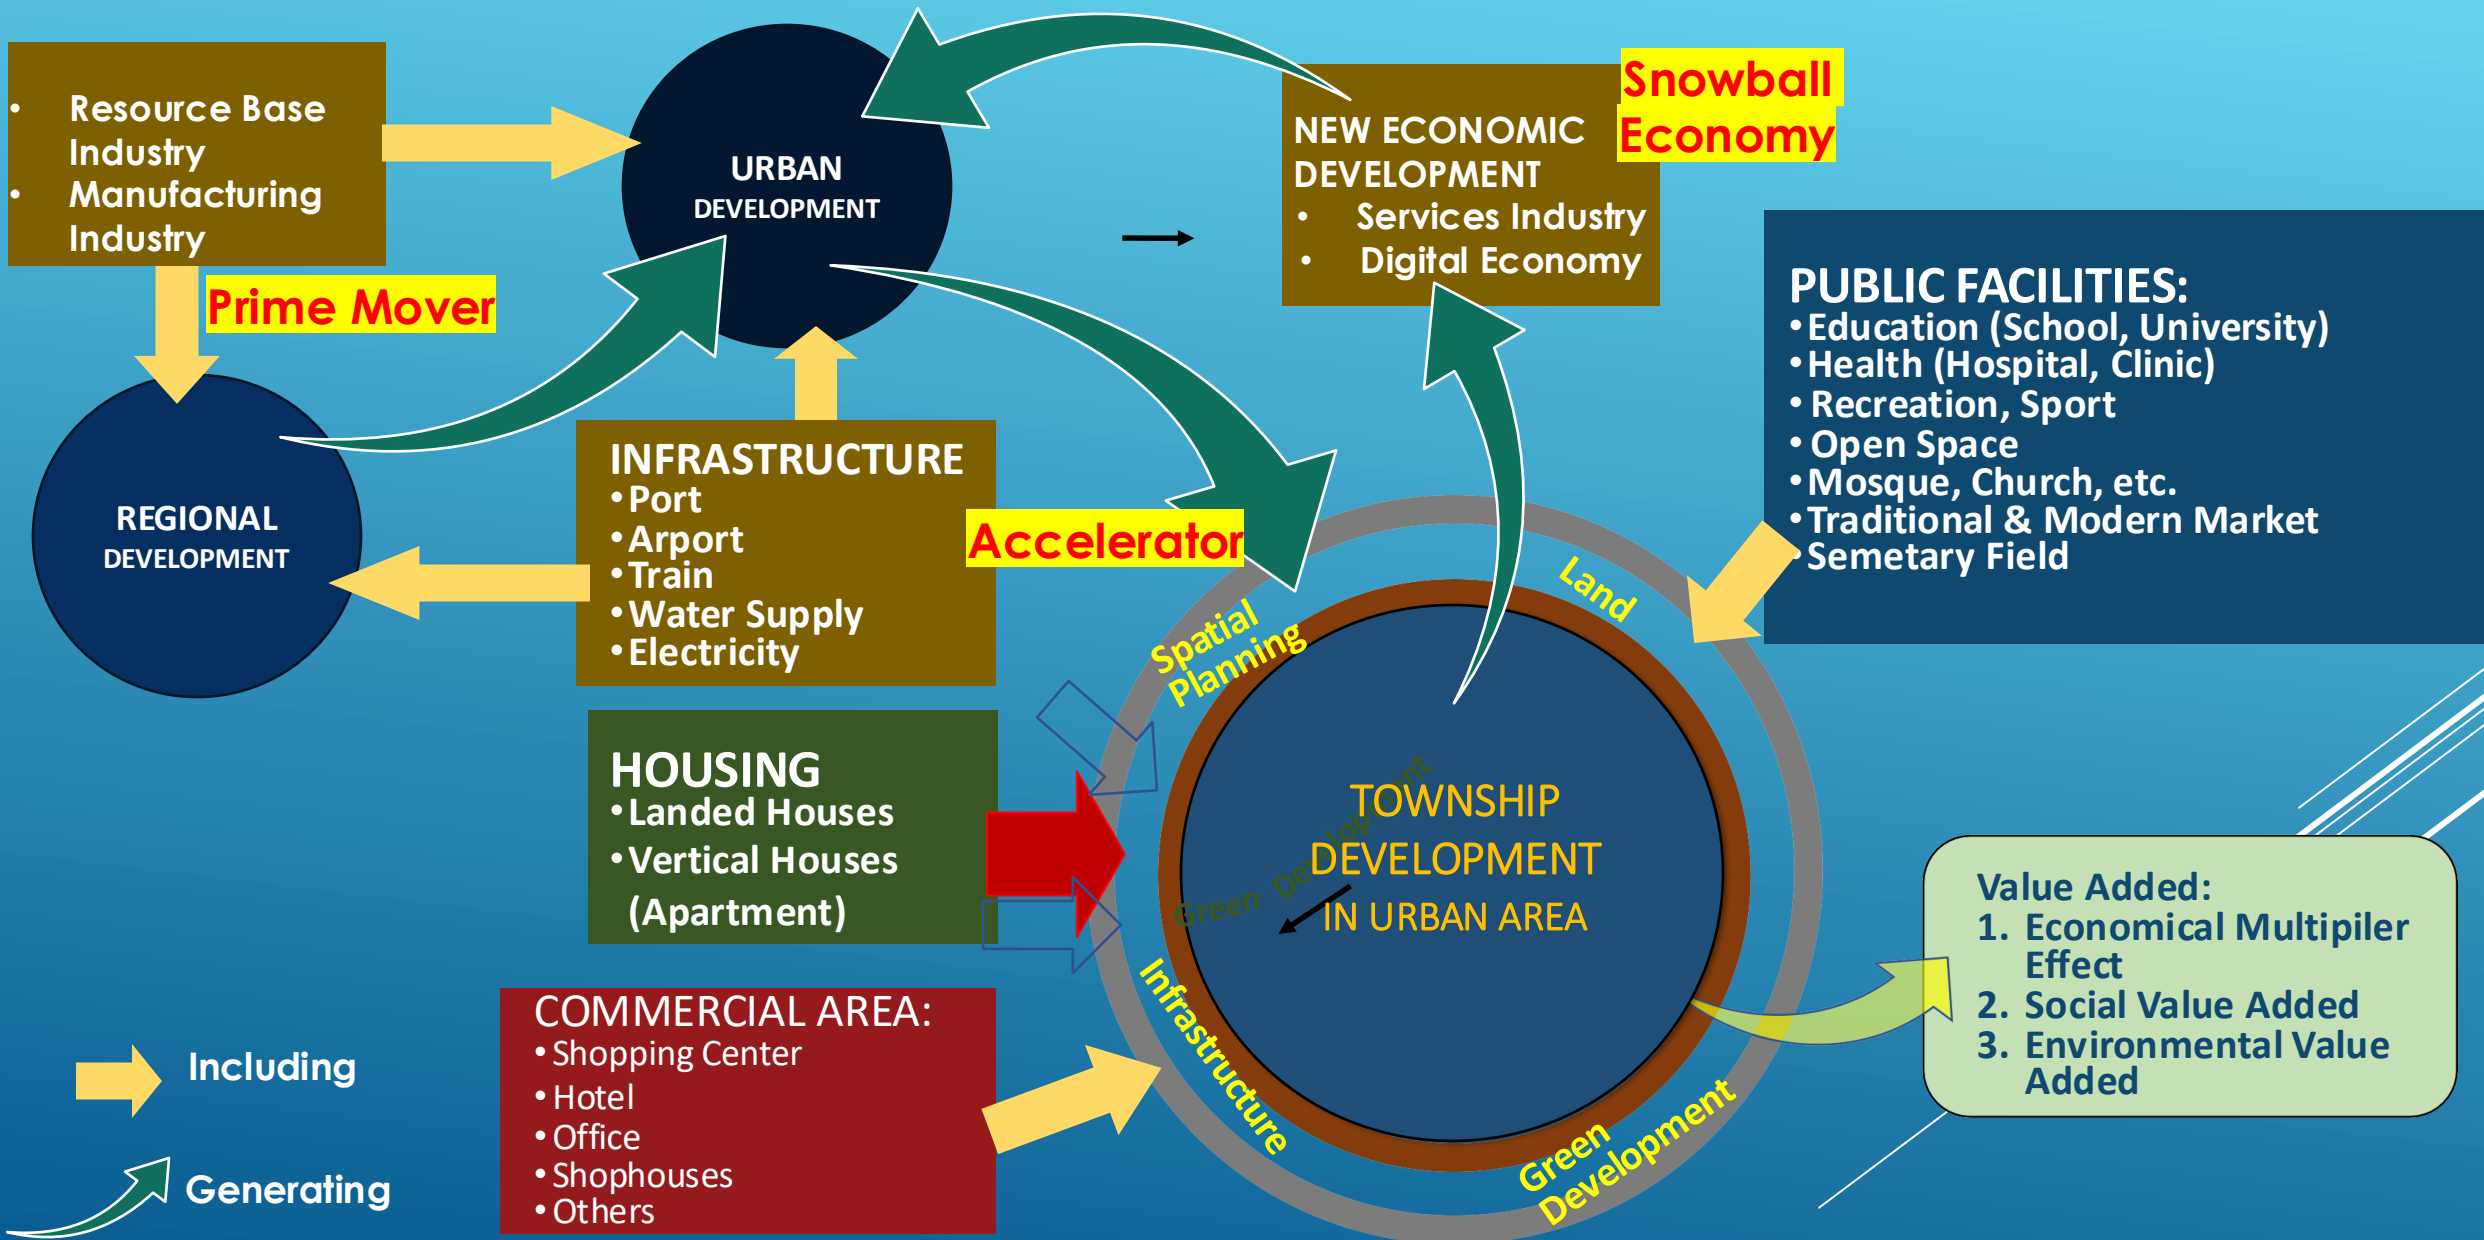 • Resource Base
Industry
• Manufacturing
Industry
Prime Mover
URBAN
DEVELOPMENT
NEW ECONOMIC
DEVELOPMENT
• Services Industry
• Digital Economy
Snowball
Economy
REGIONAL
DEVELOPMENT
INFRASTRUCTURE
• Port
• Arport
• Train
• Water Supply
• Electricity
Accelerator
PUBLIC FACILITIES:
• Education (School, University)
• Health (Hospital, Clinic)
• Recreation, Sport
• Open Space
• Mosque, Church, etc.
• Traditional & Modern Market
• Semetary Field
HOUSING
• Landed Houses
• Vertical Houses
(Apartment)
COMMERCIAL AREA:
• Shopping Center
• Hotel
• Office
• Shophouses
• Others
Spatial
Planning
Land
Infrastructure
Green
Development
Green Development
TOWNSHIP
DEVELOPMENT
IN URBAN AREA
Value Added:
1. Economical Multipiler
Effect
2. Social Value Added
3. Environmental Value
Added
Including
Generating